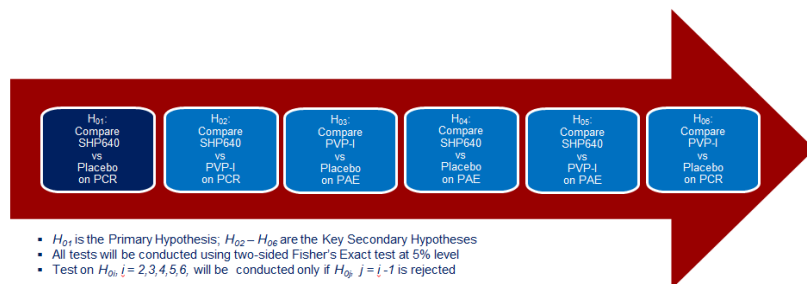 H01:
Compare
SHP640
vs
Placebo
on PCR
H02:
Compare
SHP640
vs
PVP-I
on PCR
H03:
Compare
PVP-I
vs
Placebo
on PAE
H04:
Compare
SHP640
vs
Placebo
on PAE
H05:
Compare
SHP640
vs
PVP-I
on PAE
H06:
Compare
PVP-I
vs
Placebo
on PCR
▪ H01 is the Primary Hypothesis; H02 – H06 are the Key Secondary Hypotheses
▪ All tests will be conducted using two-sided Fisher's Exact test at 5% level
▪ Test on H0i, i = 2,3,4,5,6, will be conducted only if H0j, j = i -1 is rejected